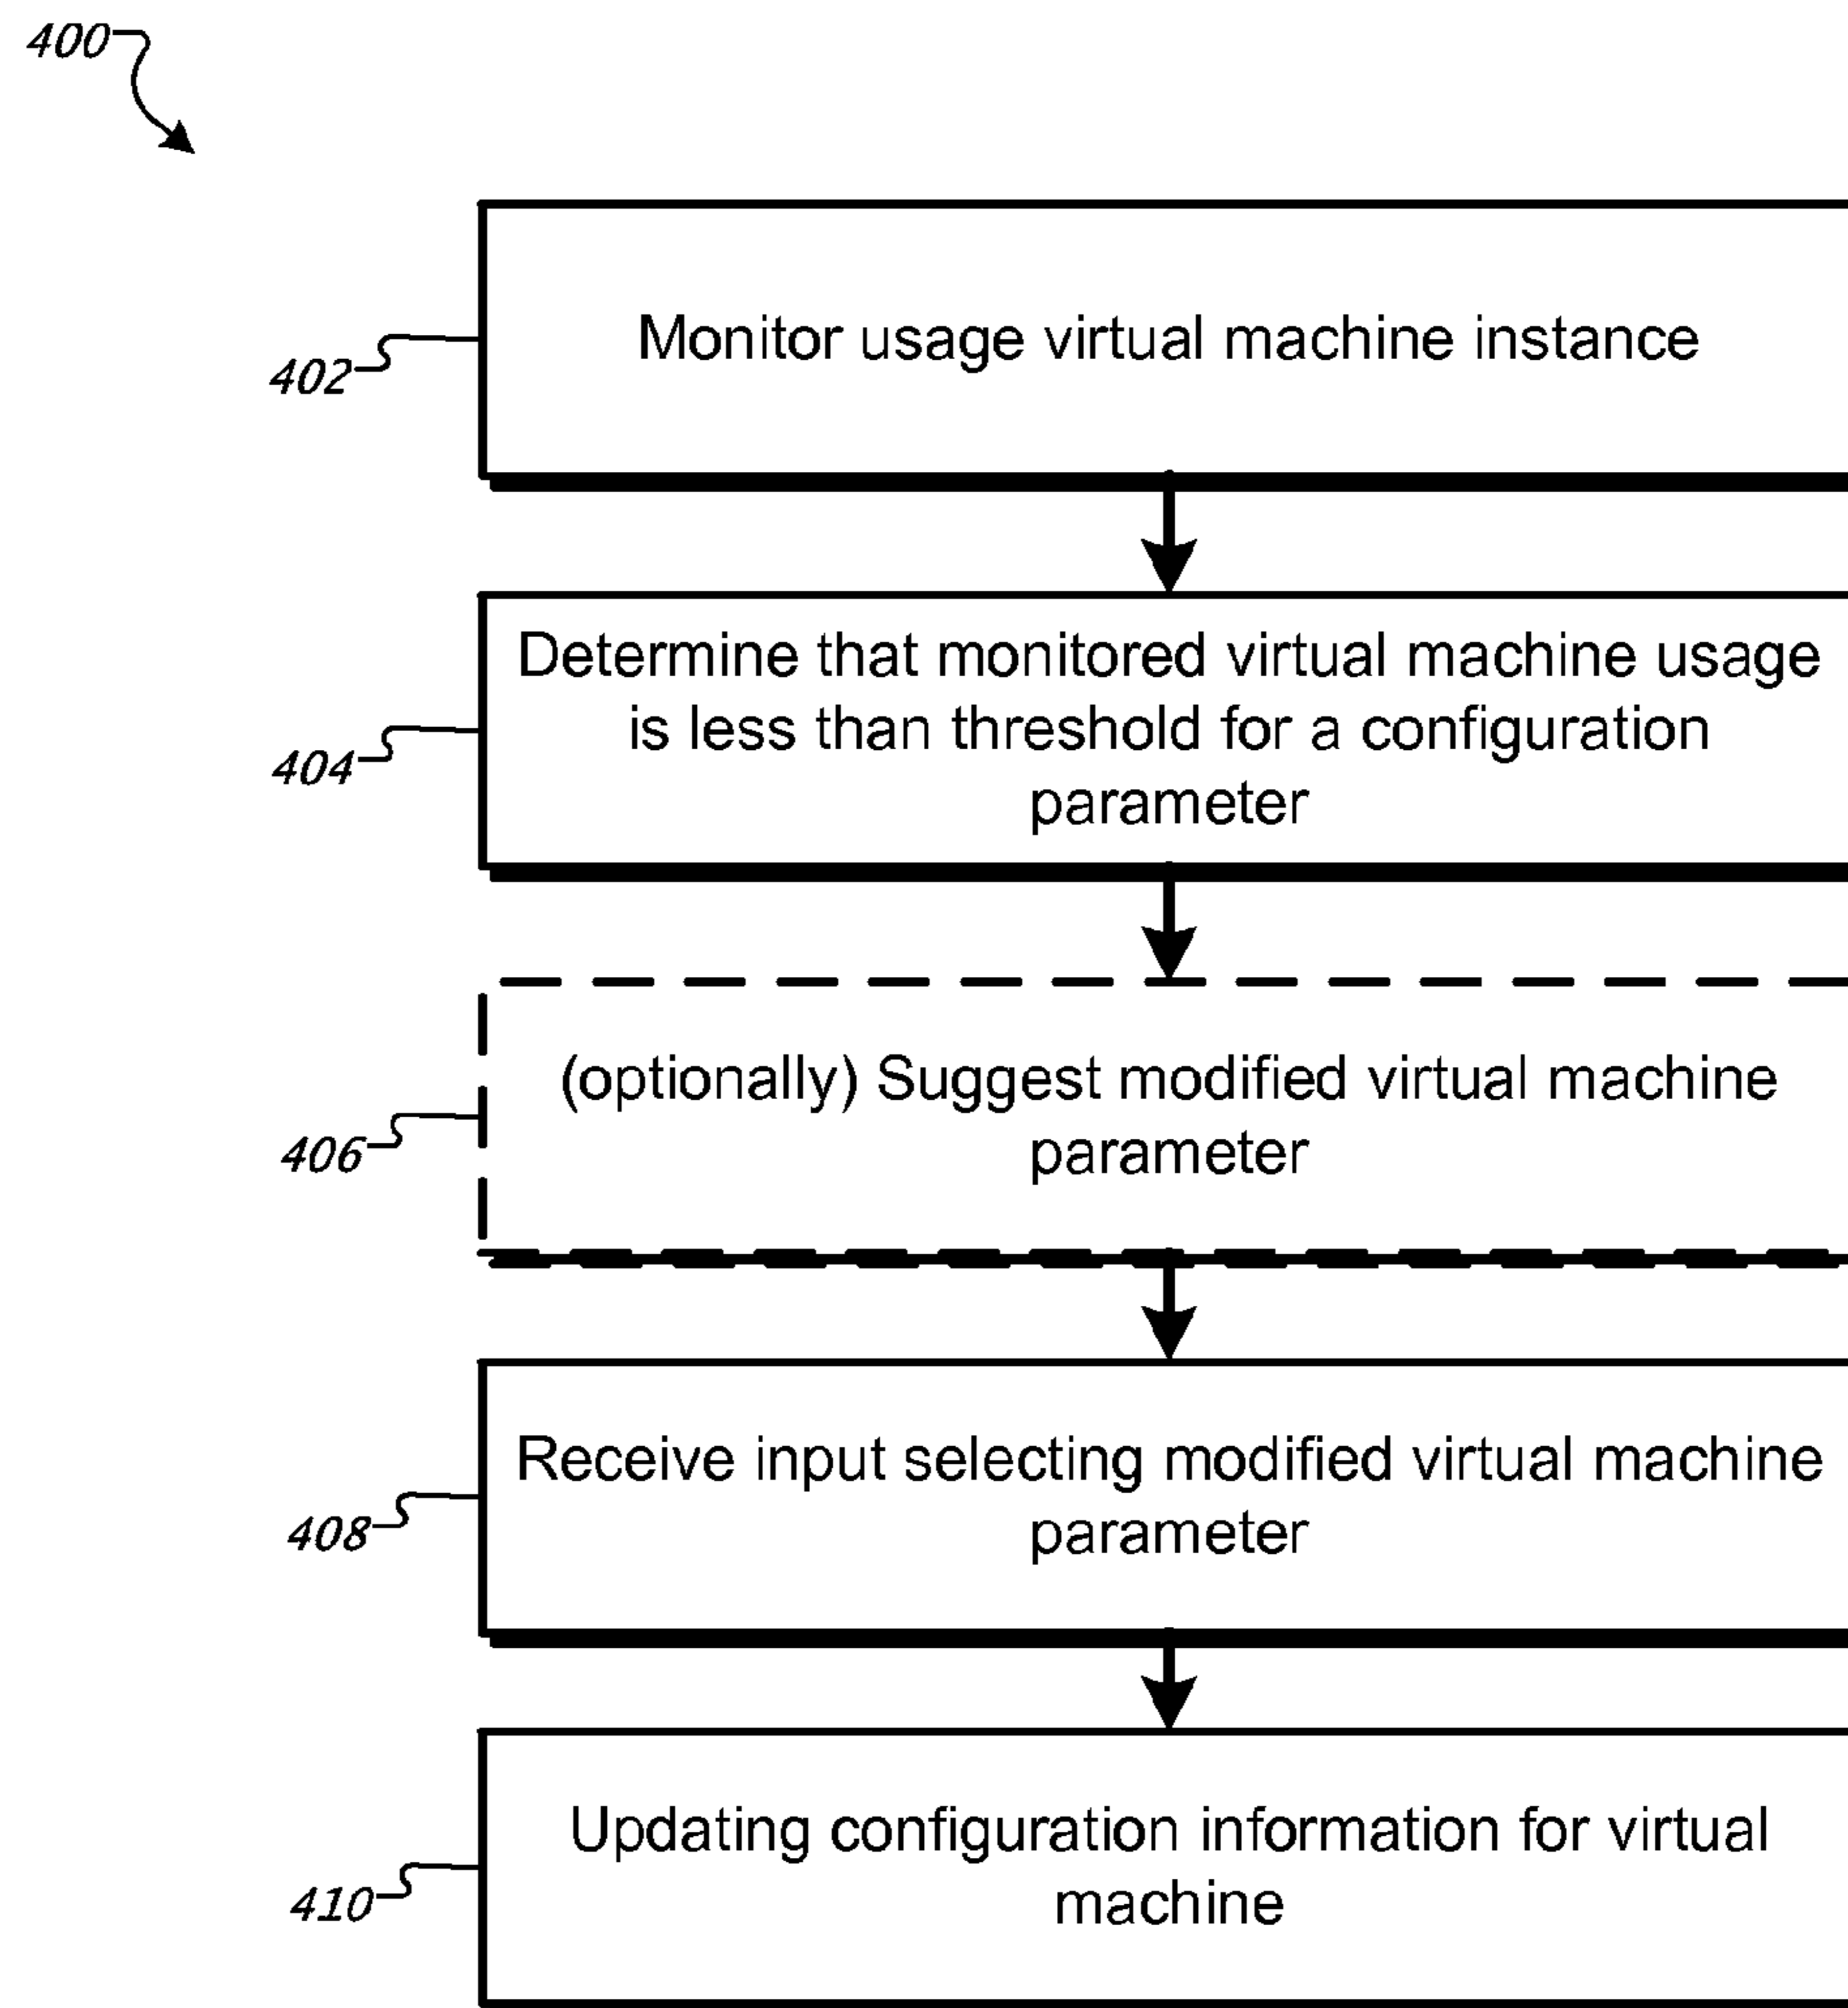 400
Monitor usage virtual machine instance
402
Determine that monitored virtual machine usage
is less than threshold for a configuration
parameter
404
(optionally) Suggest modified virtual machine
parameter
406
Receive input selecting modified virtual machine
parameter
408
Updating configuration information for virtual
machine
410